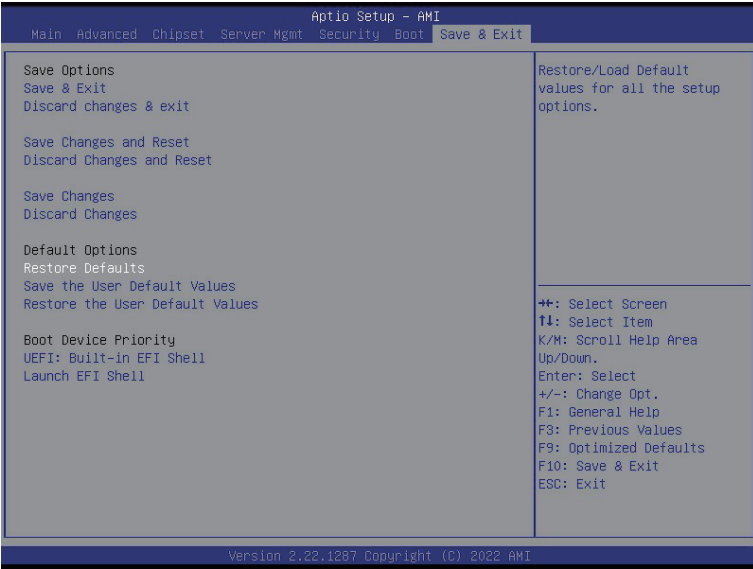 Aptio Setup – AMI
Main Advanced Chipset Server Mgmt Security Boot Save & Exit
Save Options
Save & Exit
Discard changes & exit
Save Changes and Reset
Discard Changes and Reset
Save Changes
Discard Changes
Default Options
Restore Defaults
Save the User Default Values
Restore the User Default Values
Boot Device Priority
UEFI: Built-in EFI Shell
Launch EFI Shell
Restore/Load Default
values for all the setup
options.
→←: Select Screen
↑↓: Select Item
K/M: Scroll Help Area
Up/Down.
Enter: Select
+/-: Change Opt.
F1: General Help
F3: Previous Values
F9: Optimized Defaults
F10: Save & Exit
ESC: Exit
Version 2.22.1287 Copyright (C) 2022 AMI